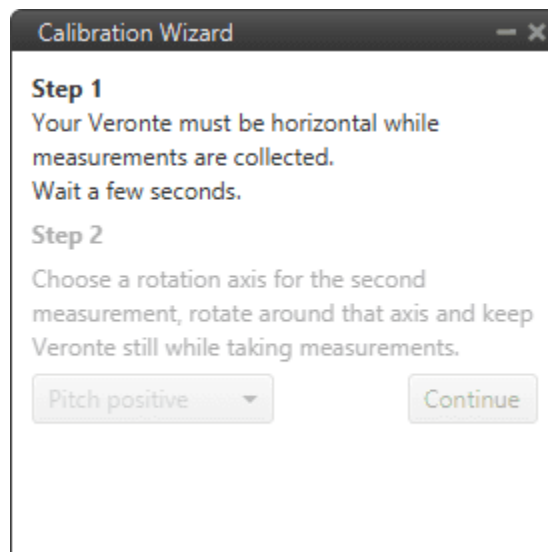 Calibration Wizard
Step 1
Your Veronte must be horizontal while
measurements are collected.
Wait a few seconds.
Step 2
Choose a rotation axis for the second
measurement, rotate around that axis and keep
Veronte still while taking measurements.
Pitch positive
Continue